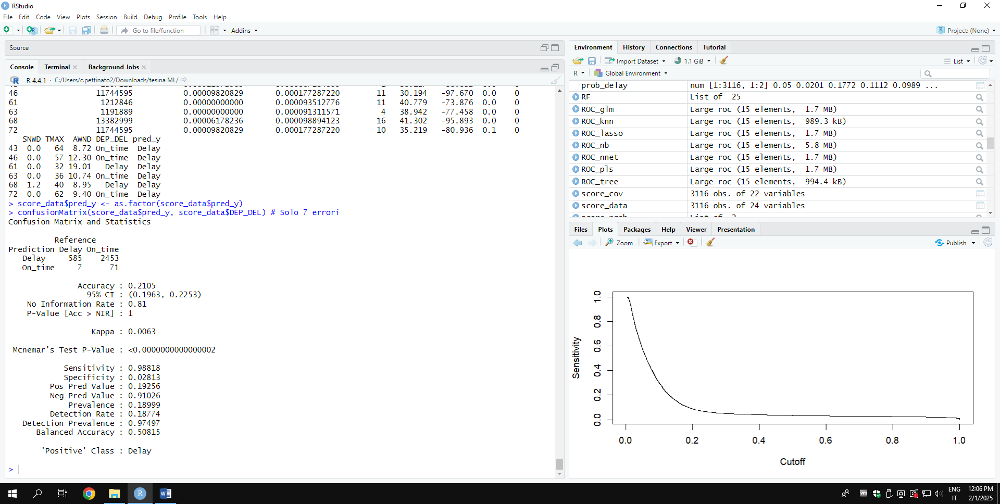 RStudio
File Edit Code View Plots Session Build Debug Profile Tools Help
Go to file/function Addins Project: (None)
Source
Console Terminal Background Jobs
R 4.4.1 · C:/Users/c.pettinato2/Downloads/tesina ML/
46 11744595 0.00009820829 0.000177287220 11 30.194 -97.670 0.0 0
61 1212846 0.00000000000 0.000093512776 11 40.779 -73.876 0.0 0
63 1191889 0.00000000000 0.000091311571 4 38.942 -77.458 0.0 0
68 13382999 0.00006178236 0.000098894123 16 41.302 -95.893 0.0 0
72 11744595 0.00009820829 0.000177287220 10 35.219 -80.936 0.1 0
SNWD TMAX AWND DEP_DEL pred_y
43 0.0 64 8.72 On_time Delay
46 0.0 57 12.30 On_time Delay
61 0.0 32 19.01 Delay Delay
63 0.0 36 10.74 On_time Delay
68 1.2 40 8.95 Delay Delay
72 0.0 62 9.40 On_time Delay
> score_data$pred_y <- as.factor(score_data$pred_y)
> confusionMatrix(score_data$pred_y, score_data$DEP_DEL) # Solo 7 errori
Confusion Matrix and Statistics
Reference
Prediction Delay On_time
Delay 585 2453
On_time 7 71
Accuracy : 0.2105
95% CI : (0.1963, 0.2253)
No Information Rate : 0.81
P-Value [Acc > NIR] : 1
Kappa : 0.0063
Mcnemar's Test P-Value : <0.0000000000000002
Sensitivity : 0.98818
Specificity : 0.02813
Pos Pred Value : 0.19256
Neg Pred Value : 0.91026
Prevalence : 0.18999
Detection Rate : 0.18774
Detection Prevalence : 0.97497
Balanced Accuracy : 0.50815
'Positive' Class : Delay
>
Environment History Connections Tutorial
Import Dataset 1.1 GiB List
R Global Environment
prob_delay num [1:3116, 1:2] 0.05 0.0201 0.1772 0.1112 0.0989 ...
RF List of 25
ROC_glm Large roc (15 elements, 1.7 MB)
ROC_knn Large roc (15 elements, 989.3 kB)
ROC_lasso Large roc (15 elements, 1.7 MB)
ROC_nb Large roc (15 elements, 5.8 MB)
ROC_nnet Large roc (15 elements, 1.7 MB)
ROC_pls Large roc (15 elements, 1.7 MB)
ROC_tree Large roc (15 elements, 994.4 kB)
score_cov 3116 obs. of 22 variables
score_data 3116 obs. of 24 variables
Files Plots Packages Help Viewer Presentation
Zoom Export Publish
Sensitivity
1.0
0.8
0.6
0.4
0.2
0.0
0.0 0.2 0.4 0.6 0.8 1.0
Cutoff
ENG
IT
12:06 PM
2/1/2025